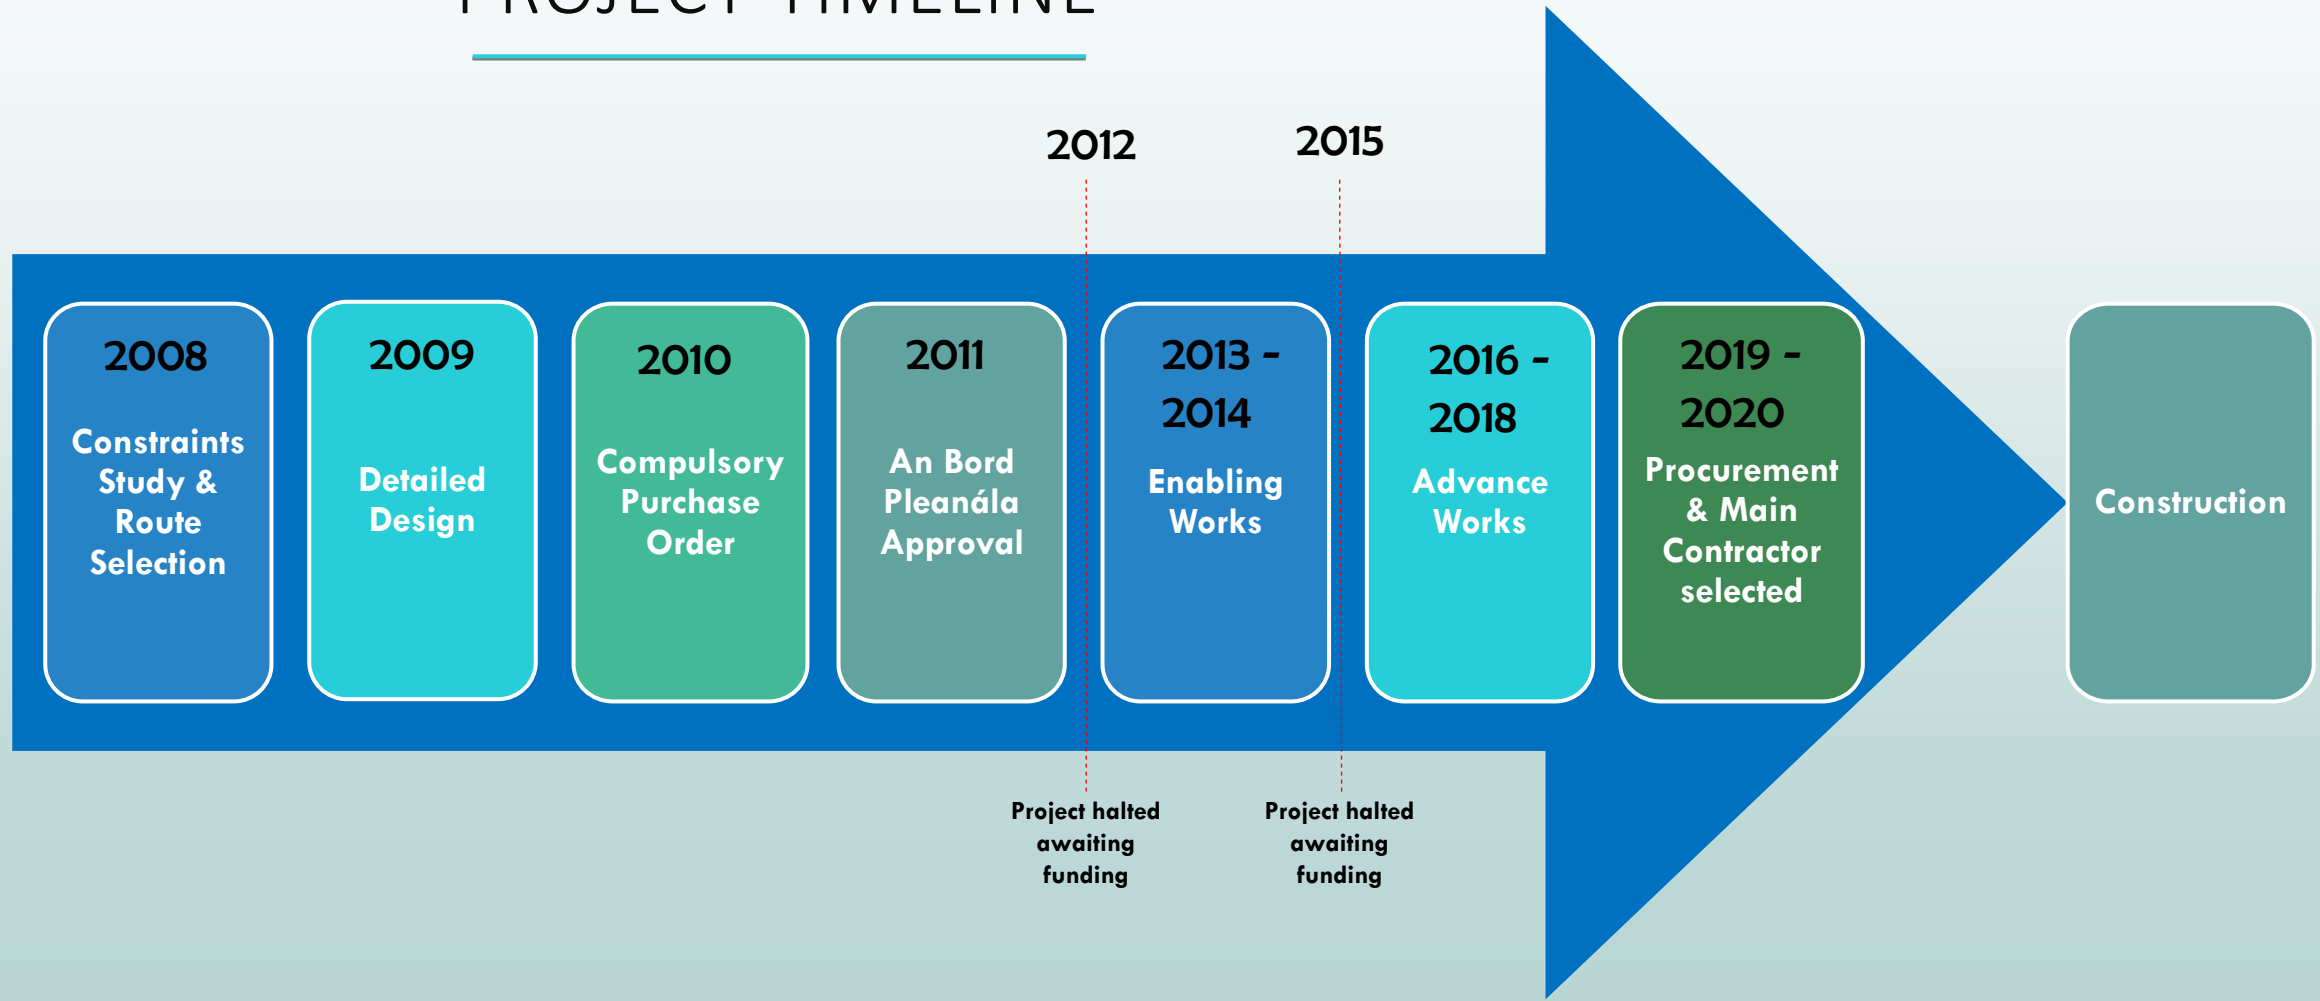 PROJECT TIMELINE
2012
2015
2008
Constraints
Study &
Route
Selection
2009
Detailed
Design
2010
Compulsory
Purchase
Order
2011
An Bord
Pleanála
Approval
2013 -
2014
Enabling
Works
2016 -
2018
Advance
Works
2019 -
2020
Procurement
& Main
Contractor
selected
Construction
Project halted
awaiting
funding
Project halted
awaiting
funding